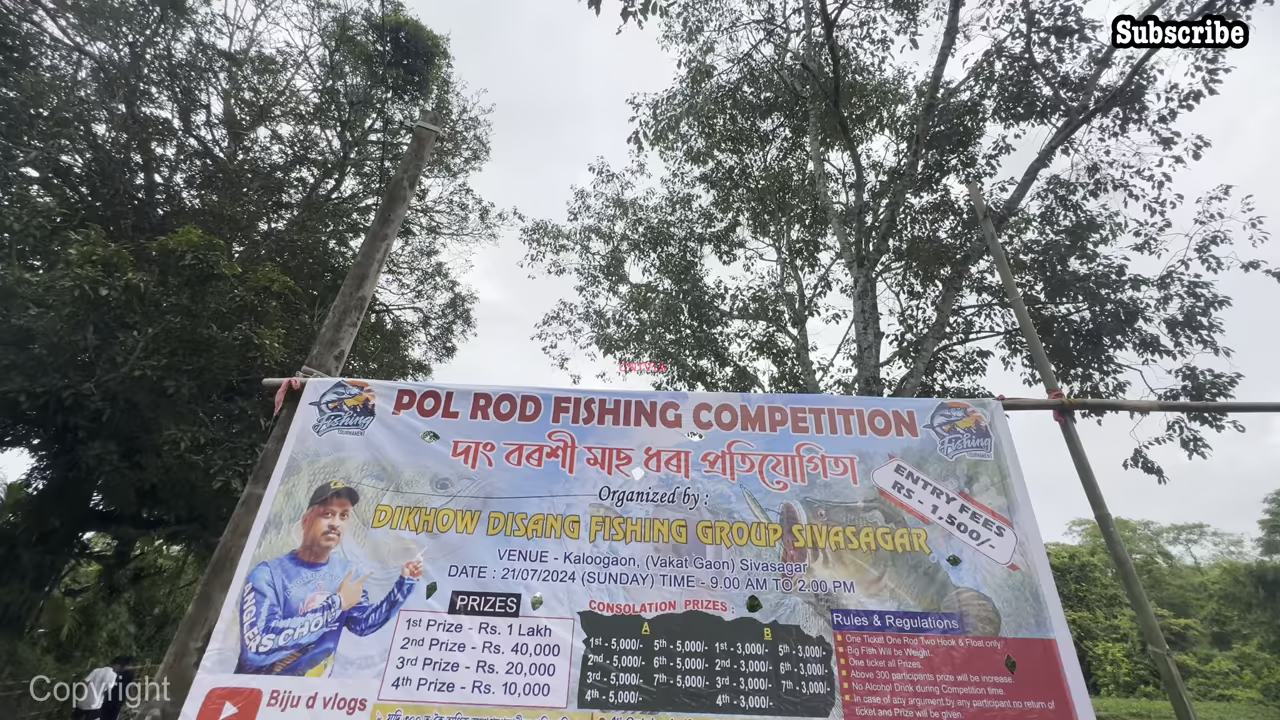 Subscribe
POL ROD FISHING COMPETITION
Fishing
TOURNAMENT
Fishing
TOURNAMENT
দাং বৰশী মাছ ধৰা প্ৰতিযোগিতা
Organized by :
ENTRY FEES
RS - 1,500/-
DIKHOW DISANG FISHING GROUP SIVASAGAR
VENUE - Kaloogaon, (Vakat Gaon) Sivasagar
DATE : 21/07/2024 (SUNDAY) TIME - 9.00 AM TO 2.00 PM
PRIZES
1st Prize - Rs. 1 Lakh
2nd Prize - Rs. 40,000
3rd Prize - Rs. 20,000
4th Prize - Rs. 10,000
CONSOLATION PRIZES :
A B
1st - 5,000/- 5th - 5,000/- 1st - 3,000/- 5th - 3,000/-
2nd - 5,000/- 6th - 5,000/- 2nd - 3,000/- 6th - 3,000/-
3rd - 5,000/- 7th - 5,000/- 3rd - 3,000/- 7th - 3,000/-
4th - 5,000/- 4th - 3,000/-
Rules & Regulations
One Ticket One Rod Two Hook & Float only
Big Fish Will be Weight.
One ticket all Prizes.
Above 300 participants prize will be increase.
No Alcohol Drink during Competition time.
In case of any argument by any participant no return of
ticket and Prize will be given.
Biju d vlogs
Copyright